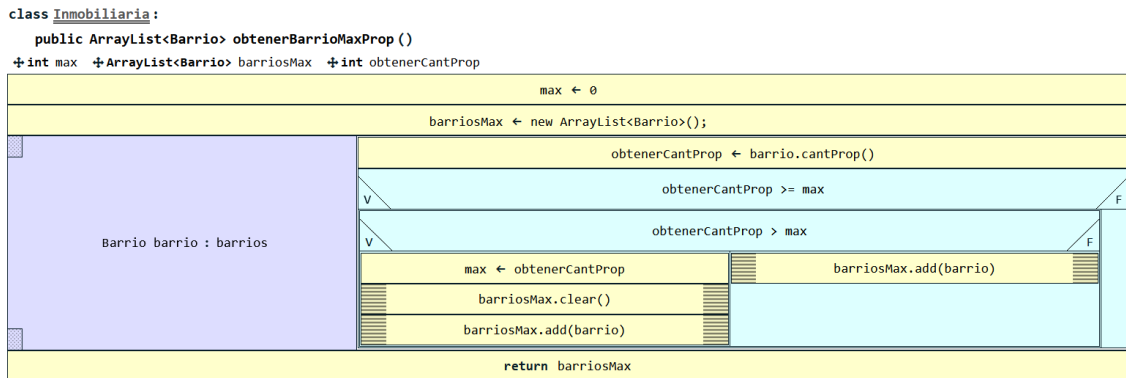 class Inmobiliaria:
public ArrayList<Barrio> obtenerBarrioMaxProp()
int max ArrayList<Barrio> barriosMax int obtenerCantProp
max ← 0
barriosMax ← new ArrayList<Barrio>();
Barrio barrio : barrios
obtenerCantProp ← barrio.cantProp()
obtenerCantProp >= max
V F
obtenerCantProp > max
V F
max ← obtenerCantProp
barriosMax.clear()
barriosMax.add(barrio)
barriosMax.add(barrio)
return barriosMax